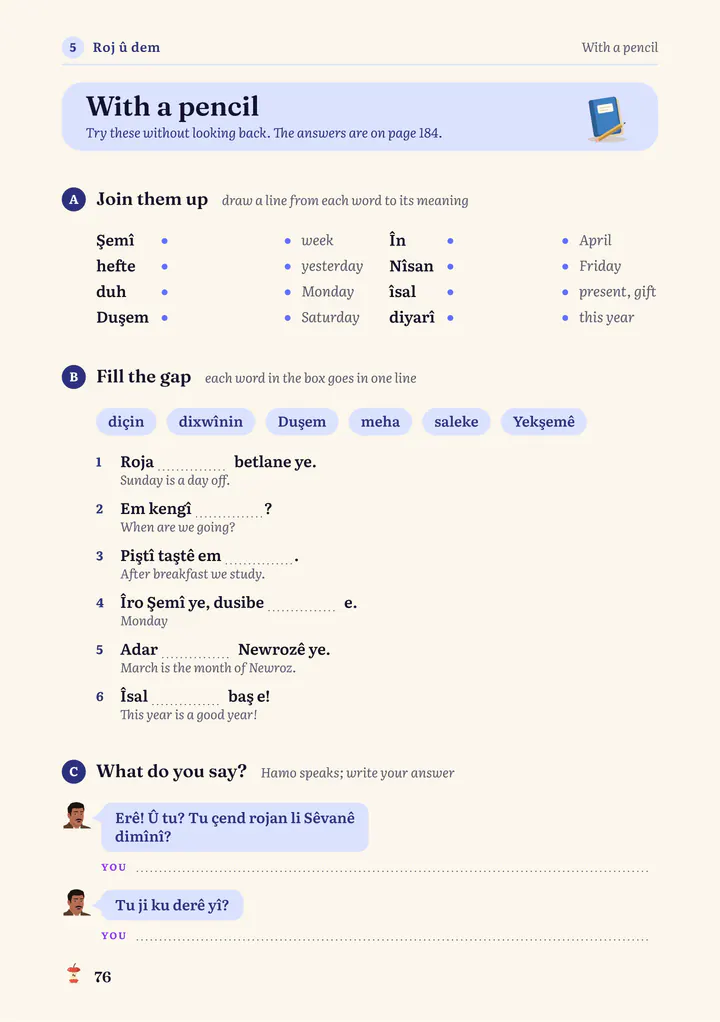 5 Roj û dem
With a pencil
With a pencil
Try these without looking back. The answers are on page 184.
A Join them up draw a line from each word to its meaning
Şemî • • week În • • April
hefte • • yesterday Nîsan • • Friday
duh • • Monday îsal • • present, gift
Duşem • • Saturday diyarî • • this year
B Fill the gap each word in the box goes in one line
diçin dixwînin Duşem meha saleke Yekşemê
1 Roja .............. betlane ye.
Sunday is a day off.
2 Em kengî ..............?
When are we going?
3 Piştî taştê em ...............
After breakfast we study.
4 Îro Şemî ye, dusibe .............. e.
Monday
5 Adar .............. Newrozê ye.
March is the month of Newroz.
6 Îsal .............. baş e!
This year is a good year!
C What do you say? Hamo speaks; write your answer
Erê! Û tu? Tu çend rojan li Sêvanê
dimînî?
YOU
Tu ji ku derê yî?
YOU
76